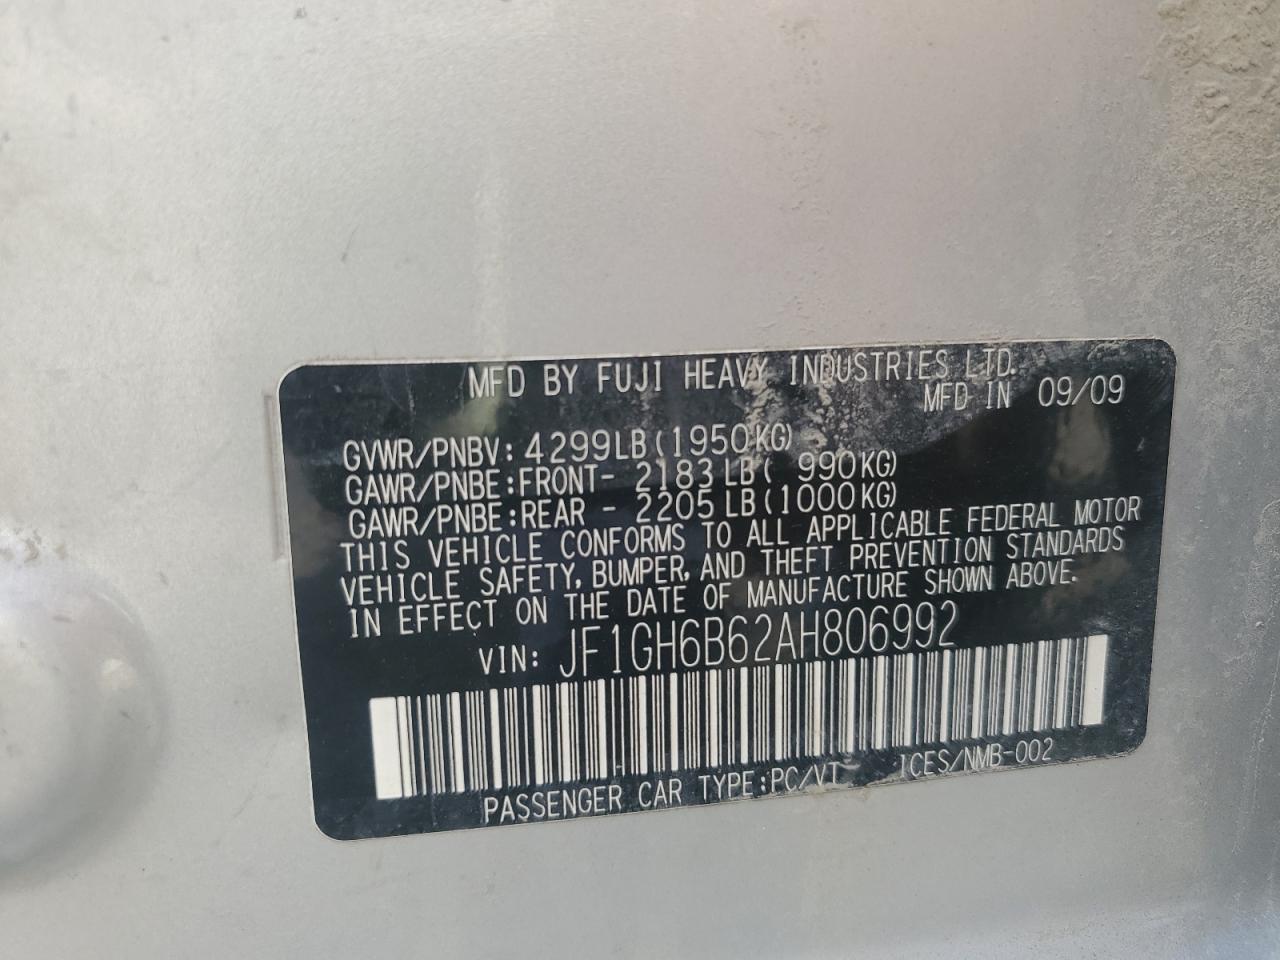 MFD BY FUJI HEAVY INDUSTRIES LTD.
MFD IN 09/09
GVWR/PNBV: 4299LB(1950KG)
GAWR/PNBE:FRONT- 2183LB( 990KG)
GAWR/PNBE:REAR - 2205LB(1000KG)
THIS VEHICLE CONFORMS TO ALL APPLICABLE FEDERAL MOTOR
VEHICLE SAFETY, BUMPER, AND THEFT PREVENTION STANDARDS
IN EFFECT ON THE DATE OF MANUFACTURE SHOWN ABOVE.
VIN: JF1GH6B62AH806992
PASSENGER CAR TYPE:PC/VT ICES/NMB-002